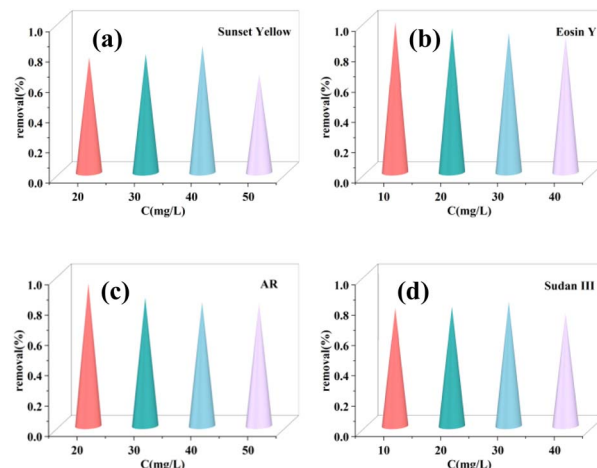 (a)
Sunset Yellow
removal(%)
1.0
0.8
0.6
0.4
0.2
0.0
20 30 40 50
C(mg/L)
(b)
Eosin Y
removal(%)
1.0
0.8
0.6
0.4
0.2
0.0
10 20 30 40
C(mg/L)
(c)
AR
removal(%)
1.0
0.8
0.6
0.4
0.2
0.0
20 30 40 50
C(mg/L)
(d)
Sudan III
removal(%)
1.0
0.8
0.6
0.4
0.2
0.0
10 20 30 40
C(mg/L)